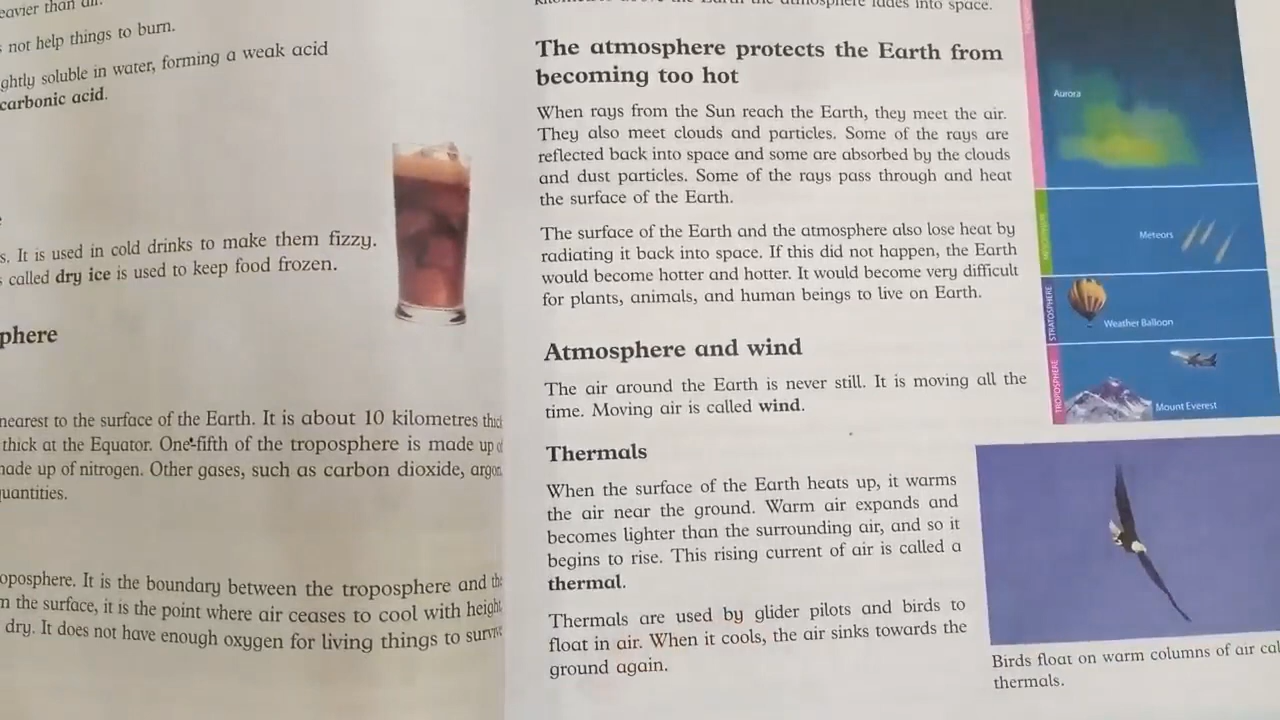 eavier than air.
not help things to burn.
ghtly soluble in water, forming a weak acid
carbonic acid.
s. It is used in cold drinks to make them fizzy.
called dry ice is used to keep food frozen.
phere
nearest to the surface of the Earth. It is about 10 kilometres thick
thick at the Equator. One-fifth of the troposphere is made up of
made up of nitrogen. Other gases, such as carbon dioxide, argon,
uantities.
oposphere. It is the boundary between the troposphere and the
m the surface, it is the point where air ceases to cool with height
dry. It does not have enough oxygen for living things to survive
kilometres above the Earth the atmosphere fades into space.
The atmosphere protects the Earth from
becoming too hot
When rays from the Sun reach the Earth, they meet the air.
They also meet clouds and particles. Some of the rays are
reflected back into space and some are absorbed by the clouds
and dust particles. Some of the rays pass through and heat
the surface of the Earth.
The surface of the Earth and the atmosphere also lose heat by
radiating it back into space. If this did not happen, the Earth
would become hotter and hotter. It would become very difficult
for plants, animals, and human beings to live on Earth.
Atmosphere and wind
The air around the Earth is never still. It is moving all the
time. Moving air is called wind.
Thermals
When the surface of the Earth heats up, it warms
the air near the ground. Warm air expands and
becomes lighter than the surrounding air, and so it
begins to rise. This rising current of air is called a
thermal.
Thermals are used by glider pilots and birds to
float in air. When it cools, the air sinks towards the
ground again.
Aurora
MESOSPHERE
Meteors
STRATOSPHERE
Weather Balloon
TROPOSPHERE
Mount Everest
Birds float on warm columns of air cal
thermals.